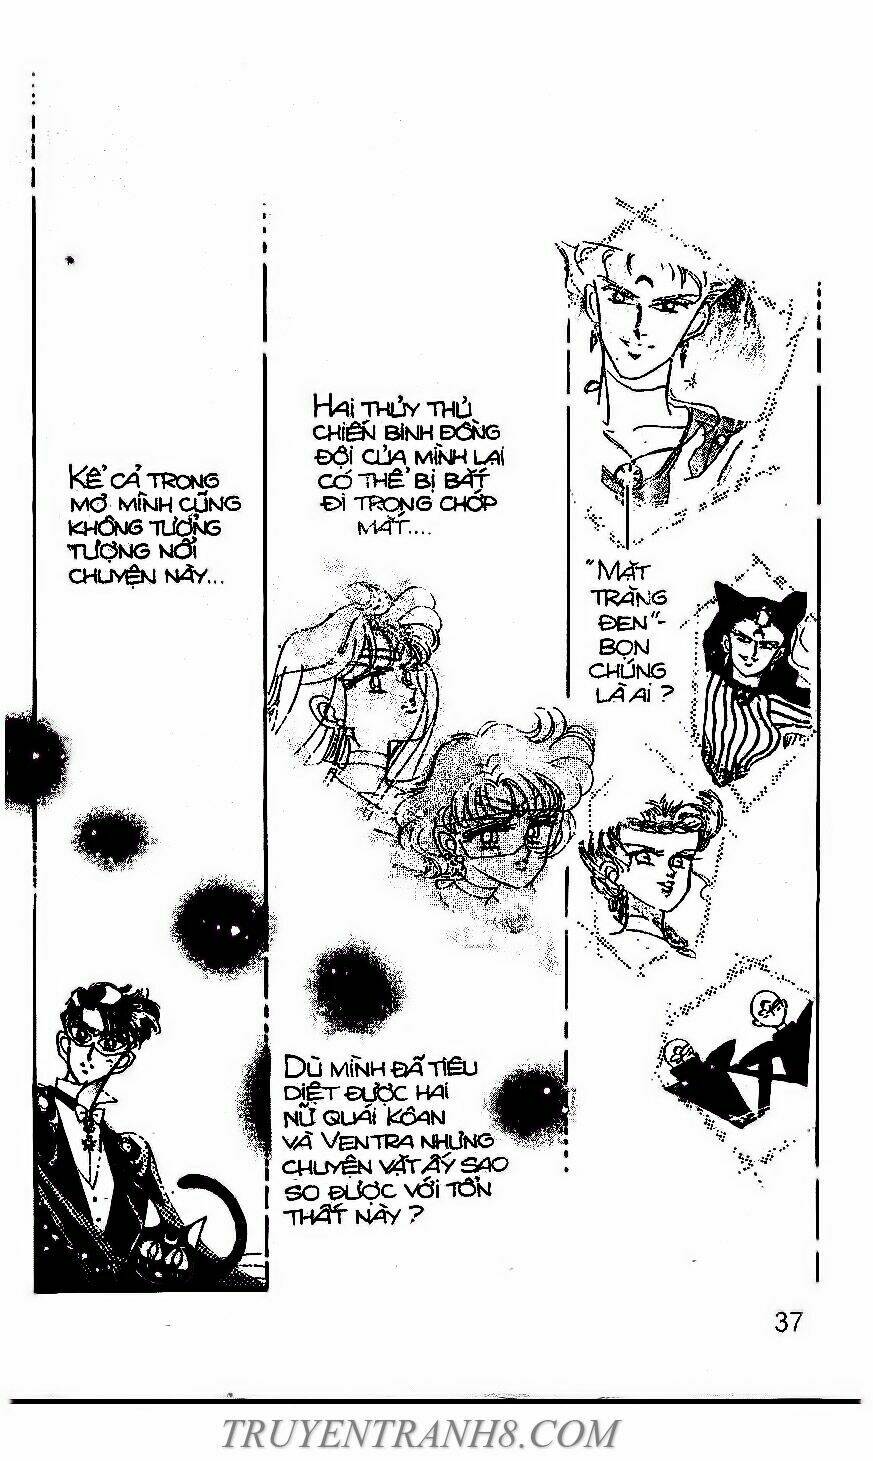 HAI THỦY THỦ
CHIẾN BINH ĐỒNG
ĐỘI CỦA MÌNH LẠI
CÓ THỂ BỊ BẮT
ĐI TRONG CHỚP
MẮT....
KỂ CẢ TRONG
MƠ MÌNH CŨNG
KHÔNG TƯỞNG
TƯỢNG NỔI
CHUYỆN NÀY...
"MẶT
TRĂNG
ĐEN"-
BỌN
CHÚNG
LÀ AI ?
DÙ MÌNH ĐÃ TIÊU
DIỆT ĐƯỢC HAI
NỮ QUÁI KÔAN
VÀ VENTRA NHƯNG
CHUYỆN VẶT ẤY SAO
SO ĐƯỢC VỚI TỔN
THẤT NÀY ?
37
TRUYENTRANH8.COM